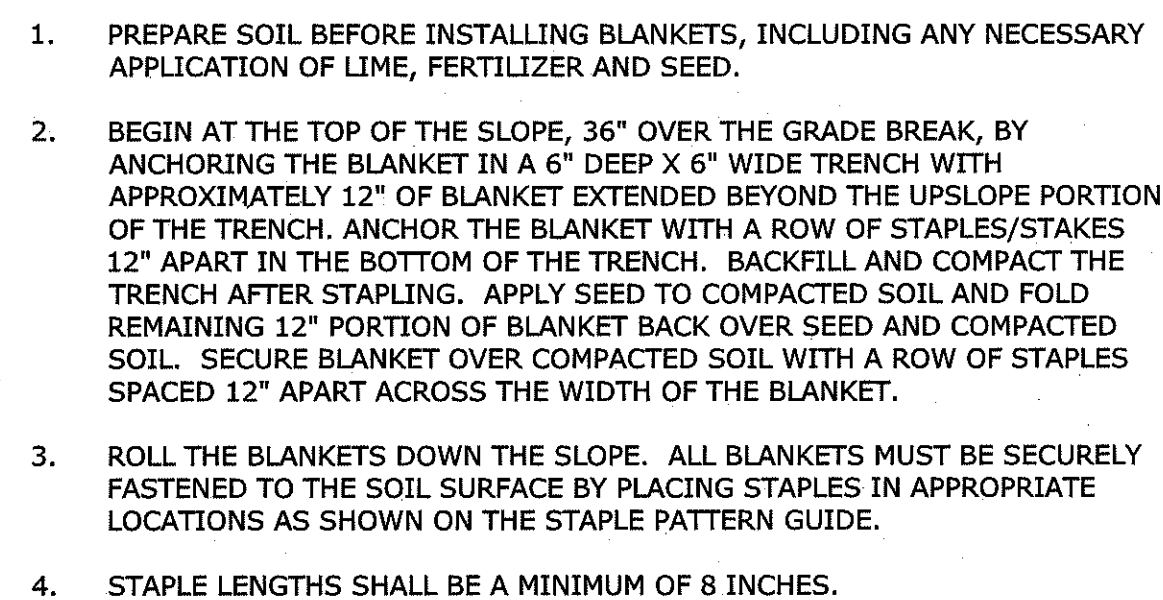 1. PREPARE SOIL BEFORE INSTALLING BLANKETS, INCLUDING ANY NECESSARY
APPLICATION OF LIME, FERTILIZER AND SEED.
2. BEGIN AT THE TOP OF THE SLOPE, 36" OVER THE GRADE BREAK, BY
ANCHORING THE BLANKET IN A 6" DEEP X 6" WIDE TRENCH WITH
APPROXIMATELY 12" OF BLANKET EXTENDED BEYOND THE UPSLOPE PORTION
OF THE TRENCH. ANCHOR THE BLANKET WITH A ROW OF STAPLES/STAKES
12" APART IN THE BOTTOM OF THE TRENCH. BACKFILL AND COMPACT THE
TRENCH AFTER STAPLING. APPLY SEED TO COMPACTED SOIL AND FOLD
REMAINING 12" PORTION OF BLANKET BACK OVER SEED AND COMPACTED
SOIL. SECURE BLANKET OVER COMPACTED SOIL WITH A ROW OF STAPLES
SPACED 12" APART ACROSS THE WIDTH OF THE BLANKET.
3. ROLL THE BLANKETS DOWN THE SLOPE. ALL BLANKETS MUST BE SECURELY
FASTENED TO THE SOIL SURFACE BY PLACING STAPLES IN APPROPRIATE
LOCATIONS AS SHOWN ON THE STAPLE PATTERN GUIDE.
4. STAPLE LENGTHS SHALL BE A MINIMUM OF 8 INCHES.